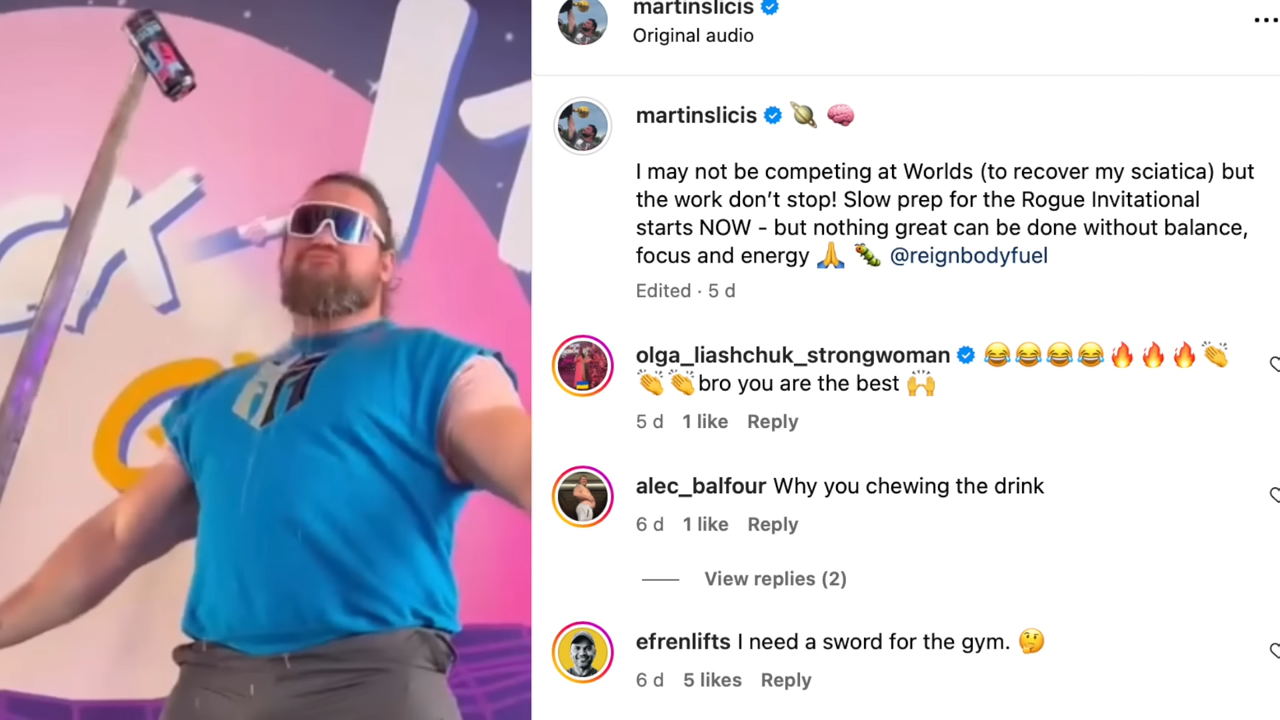 martinslicis
Original audio
martinslicis 🪐 🧠
I may not be competing at Worlds (to recover my sciatica) but
the work don’t stop! Slow prep for the Rogue Invitational
starts NOW - but nothing great can be done without balance,
focus and energy 🙏 🐛 @reignbodyfuel
Edited · 5 d
olga_liashchuk_strongwoman 😂😂😂😂🔥🔥🔥👏
👏👏bro you are the best 🙌
5 d 1 like Reply
alec_balfour Why you chewing the drink
6 d 1 like Reply
View replies (2)
efrenlifts I need a sword for the gym. 🤔
6 d 5 likes Reply